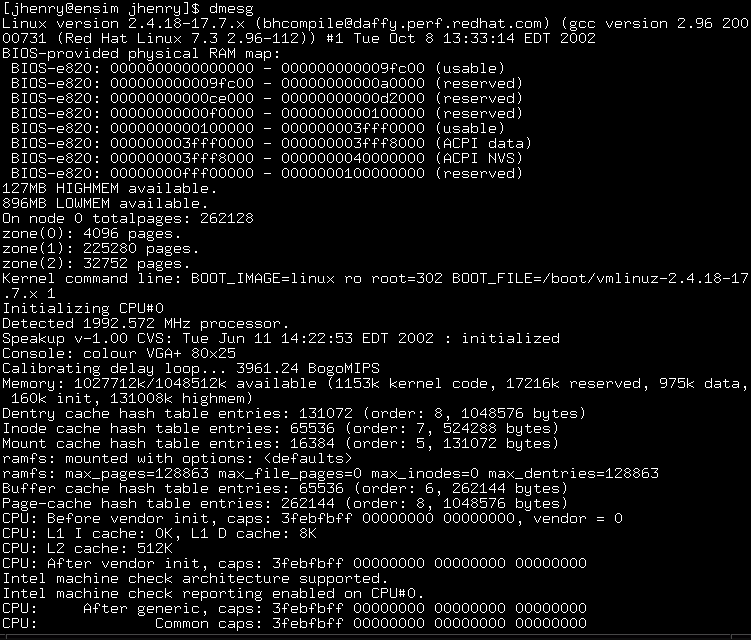 [jhenry@ensim jhenry]$ dmesg
Linux version 2.4.18-17.7.x (bhcompile@daffy.perf.redhat.com) (gcc version 2.96 200
00731 (Red Hat Linux 7.3 2.96-112)) #1 Tue Oct 8 13:33:14 EDT 2002
BIOS-provided physical RAM map:
 BIOS-e820: 0000000000000000 - 000000000009fc00 (usable)
 BIOS-e820: 000000000009fc00 - 00000000000a0000 (reserved)
 BIOS-e820: 00000000000ce000 - 00000000000d2000 (reserved)
 BIOS-e820: 00000000000f0000 - 0000000000100000 (reserved)
 BIOS-e820: 0000000000100000 - 000000003fff0000 (usable)
 BIOS-e820: 000000003fff0000 - 000000003fff8000 (ACPI data)
 BIOS-e820: 000000003fff8000 - 0000000040000000 (ACPI NVS)
 BIOS-e820: 00000000fff00000 - 0000000100000000 (reserved)
127MB HIGHMEM available.
896MB LOWMEM available.
On node 0 totalpages: 262128
zone(0): 4096 pages.
zone(1): 225280 pages.
zone(2): 32752 pages.
Kernel command line: BOOT_IMAGE=linux ro root=302 BOOT_FILE=/boot/vmlinuz-2.4.18-17
.7.x 1
Initializing CPU#0
Detected 1992.572 MHz processor.
Speakup v-1.00 CVS: Tue Jun 11 14:22:53 EDT 2002 : initialized
Console: colour VGA+ 80x25
Calibrating delay loop... 3961.24 BogoMIPS
Memory: 1027712k/1048512k available (1153k kernel code, 17216k reserved, 975k data,
 160k init, 131008k highmem)
Dentry cache hash table entries: 131072 (order: 8, 1048576 bytes)
Inode cache hash table entries: 65536 (order: 7, 524288 bytes)
Mount cache hash table entries: 16384 (order: 5, 131072 bytes)
ramfs: mounted with options: <defaults>
ramfs: max_pages=128863 max_file_pages=0 max_inodes=0 max_dentries=128863
Buffer cache hash table entries: 65536 (order: 6, 262144 bytes)
Page-cache hash table entries: 262144 (order: 8, 1048576 bytes)
CPU: Before vendor init, caps: 3febfbff 00000000 00000000, vendor = 0
CPU: L1 I cache: 0K, L1 D cache: 8K
CPU: L2 cache: 512K
CPU: After vendor init, caps: 3febfbff 00000000 00000000 00000000
Intel machine check architecture supported.
Intel machine check reporting enabled on CPU#0.
CPU:     After generic, caps: 3febfbff 00000000 00000000 00000000
CPU:             Common caps: 3febfbff 00000000 00000000 00000000